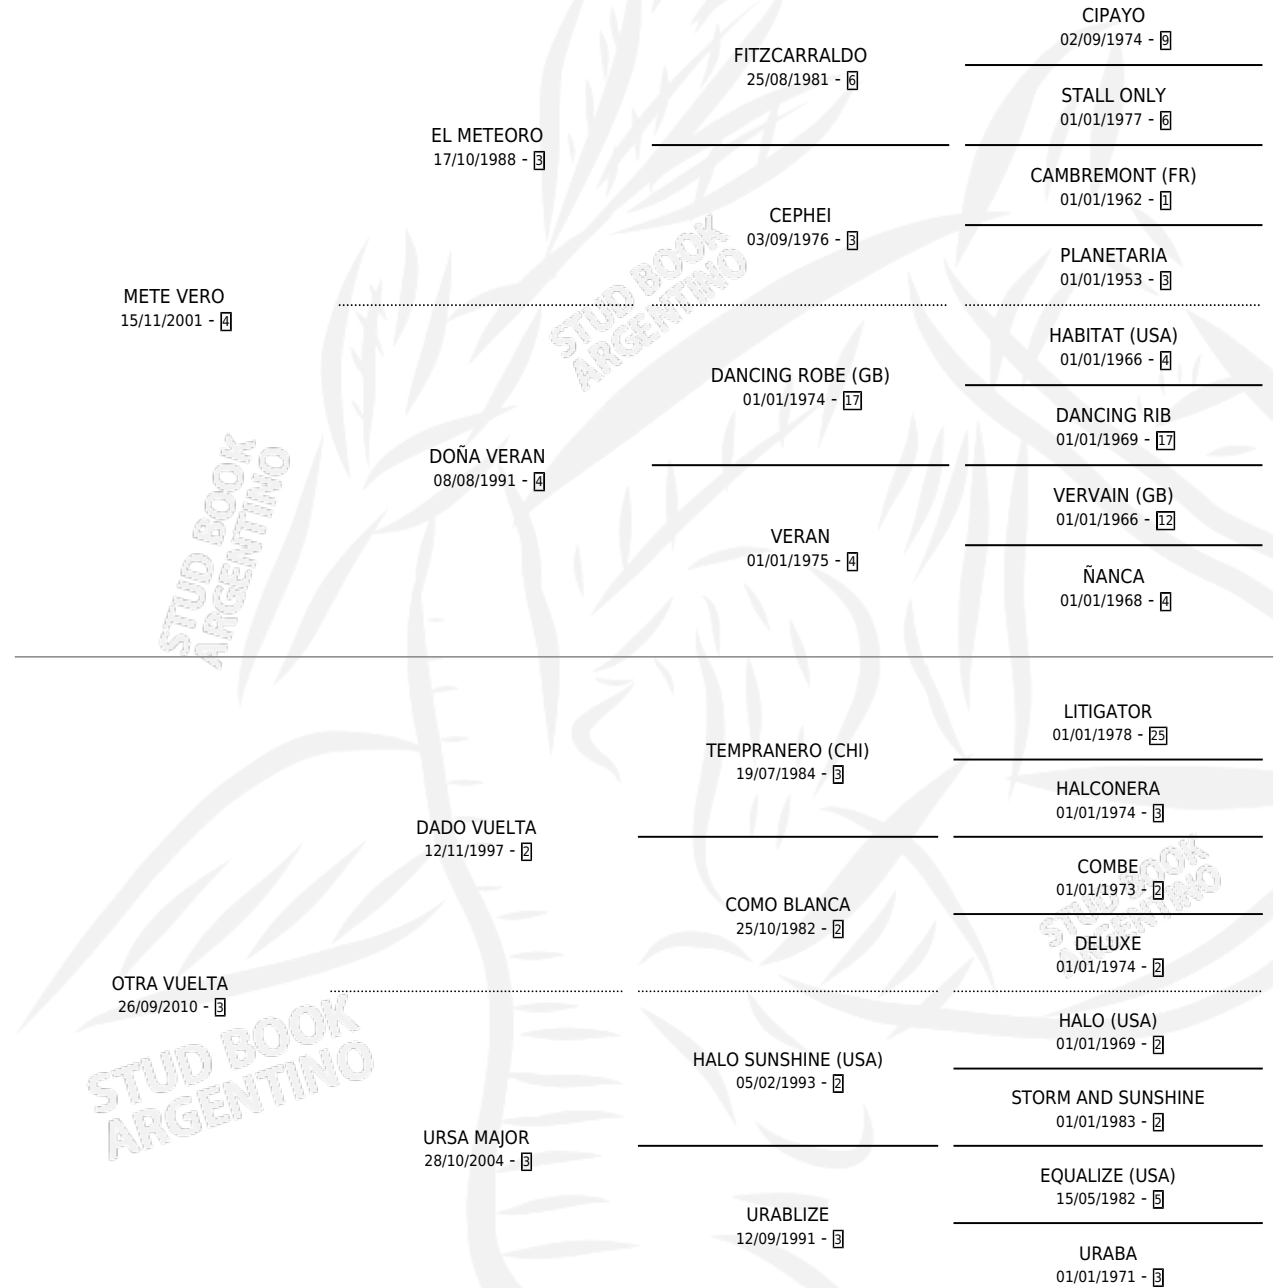 CIPAYO
02/09/1974 - 9
FITZCARRALDO
25/08/1981 - 6
STALL ONLY
01/01/1977 - 6
EL METEORO
17/10/1988 - 3
CAMBREMONT (FR)
01/01/1962 - 1
CEPHEI
03/09/1976 - 3
PLANETARIA
01/01/1953 - 3
METE VERO
15/11/2001 - 4
HABITAT (USA)
01/01/1966 - 4
DANCING ROBE (GB)
01/01/1974 - 17
DANCING RIB
01/01/1969 - 17
DOÑA VERAN
08/08/1991 - 4
VERVAIN (GB)
01/01/1966 - 12
VERAN
01/01/1975 - 4
ÑANCA
01/01/1968 - 4
LITIGATOR
01/01/1978 - 25
TEMPRANERO (CHI)
19/07/1984 - 3
HALCONERA
01/01/1974 - 3
DADO VUELTA
12/11/1997 - 2
COMBE
01/01/1973 - 2
COMO BLANCA
25/10/1982 - 2
DELUXE
01/01/1974 - 2
OTRA VUELTA
26/09/2010 - 3
HALO (USA)
01/01/1969 - 2
HALO SUNSHINE (USA)
05/02/1993 - 2
STORM AND SUNSHINE
01/01/1983 - 2
URSA MAJOR
28/10/2004 - 3
EQUALIZE (USA)
15/05/1982 - 5
URABLIZE
12/09/1991 - 3
URABA
01/01/1971 - 3
STUD BOOK
ARGENTINO
STUD BOOK
ARGENTINO
STUD BOOK
ARGENTINO
STUD BOOK
ARGENTINO